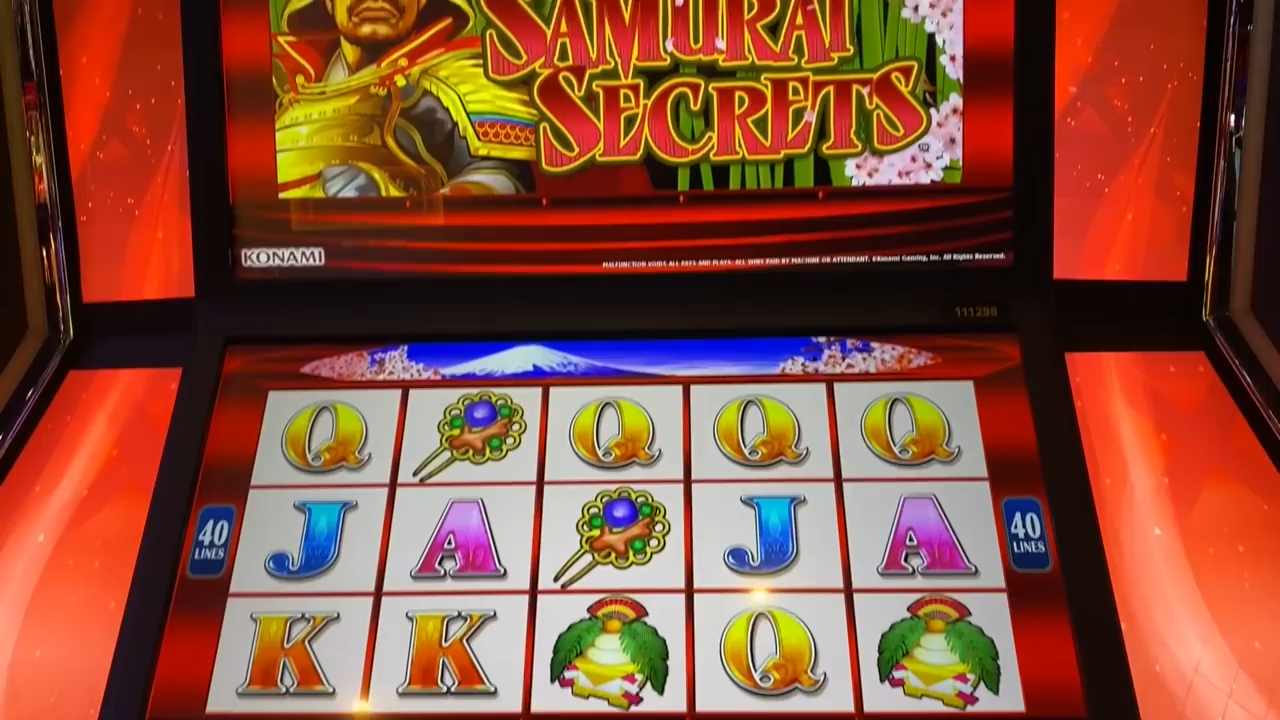 SAMURAI
SECRETS
TM
KONAMI
MALFUNCTION VOIDS ALL PAYS AND PLAYS. ALL WINS PAID BY MACHINE OR ATTENDANT. ©Konami Gaming, Inc. All Rights Reserved.
111298
Q Q Q Q
40
LINES
J A J A
40
LINES
K K Q